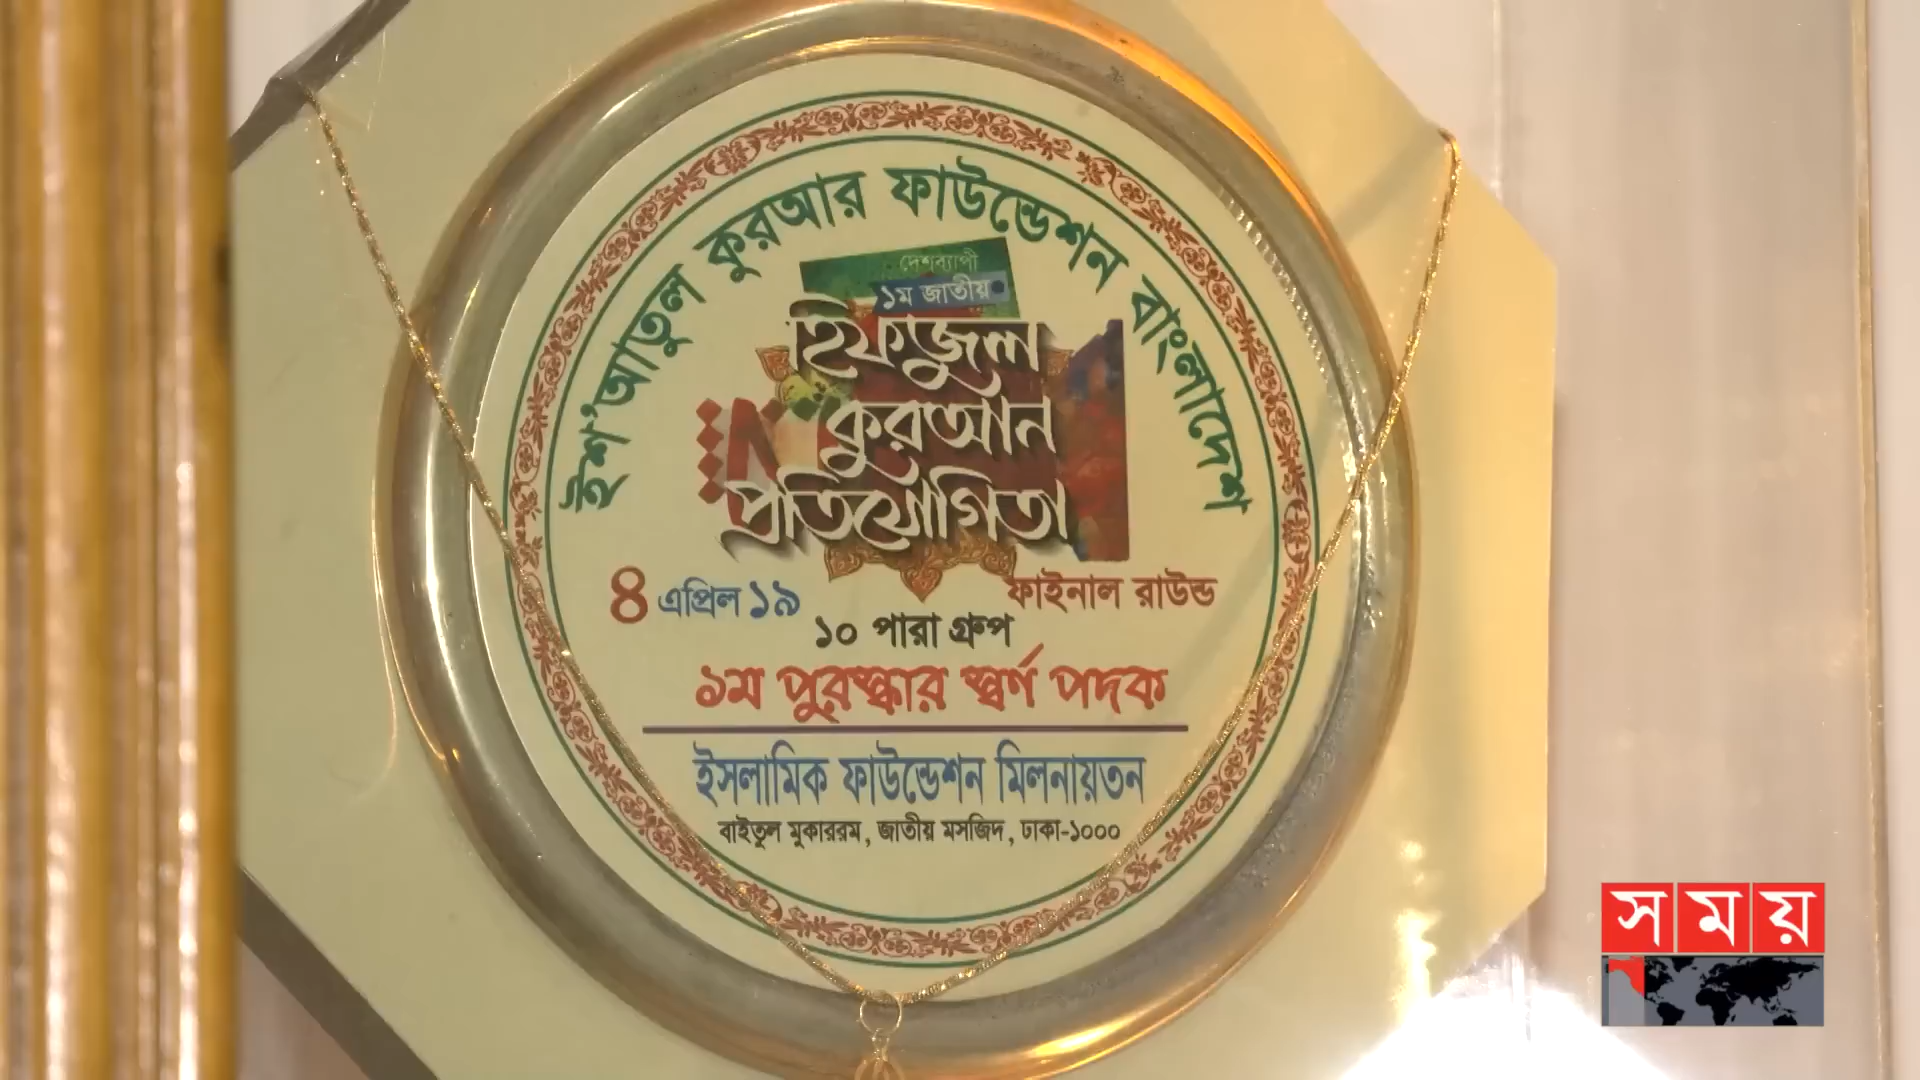 ইশা'আতুল কুরআর ফাউন্ডেশন বাংলাদেশ
দেশব্যাপী
১ম জাতীয়
হিফজুল
কুরআন
প্রতিযোগিতা
৪ এপ্রিল ১৯
ফাইনাল রাউন্ড
১০ পারা গ্রুপ
১ম পুরস্কার স্বর্ণ পদক
ইসলামিক ফাউন্ডেশন মিলনায়তন
বাইতুল মুকাররম, জাতীয় মসজিদ, ঢাকা-১০০০
সময়